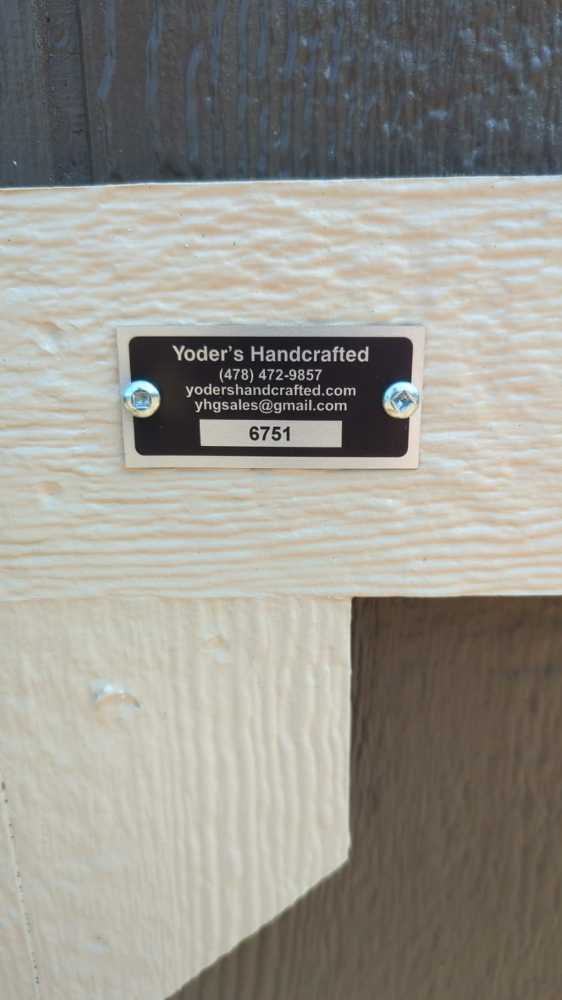 Yoder's Handcrafted
(478) 472-9857
yodershandcrafted.com
yhgsales@gmail.com
6751